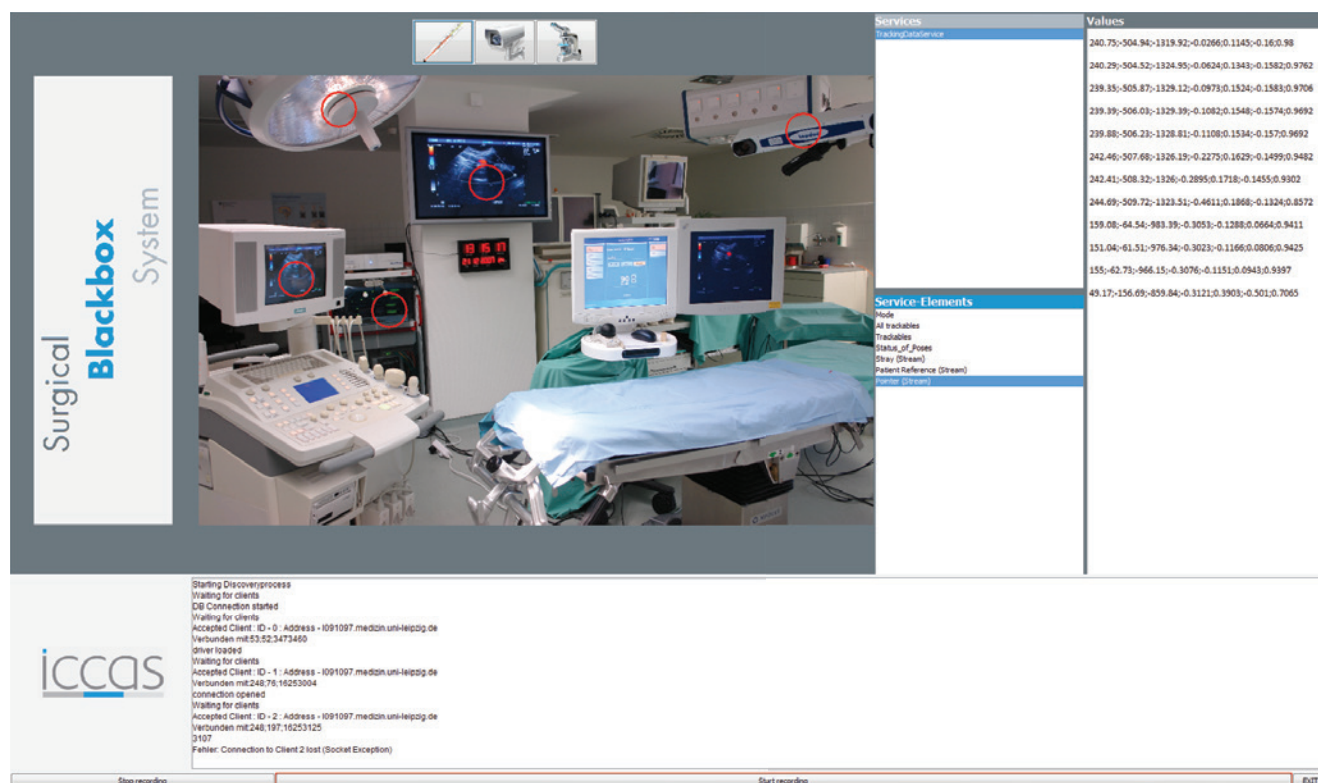 Surgical
Blackbox
System
Services
TrackingDataService
Service-Elements
Mode
All trackables
Trackables
Status_of_Poses
Stray (Stream)
Patient Reference (Stream)
Pointer (Stream)
Values
240.75;-504.94;-1319.92;-0.0266;0.1145;-0.16;0.98
240.29;-504.52;-1324.95;-0.0624;0.1343;-0.1582;0.9762
239.35;-505.87;-1329.12;-0.0973;0.1524;-0.1583;0.9706
239.39;-506.03;-1329.39;-0.1082;0.1548;-0.1574;0.9692
239.88;-506.23;-1328.81;-0.1108;0.1534;-0.157;0.9692
242.46;-507.68;-1326.19;-0.2275;0.1629;-0.1499;0.9482
242.41;-508.32;-1326;-0.2895;0.1718;-0.1455;0.9302
244.69;-509.72;-1323.51;-0.4611;0.1868;-0.1324;0.8572
159.08;-64.54;-983.39;-0.3053;-0.1288;0.0664;0.9411
151.04;-61.51;-976.34;-0.3023;-0.1166;0.0806;0.9425
155;-62.73;-966.15;-0.3076;-0.1151;0.0943;0.9397
49.17;-156.69;-859.84;-0.3121;0.3903;-0.501;0.7065
iccas
Starting Discoveryprocess
Waiting for clients
DB Connection started
Waiting for clients
Accepted Client : ID - 0 : Address - l091097.medizin.uni-leipzig.de
Verbunden mit:53;52;3473460
driver loaded
Waiting for clients
Accepted Client : ID - 1 : Address - l091097.medizin.uni-leipzig.de
Verbunden mit:248;76;16253004
connection opened
Waiting for clients
Accepted Client : ID - 2 : Address - l091097.medizin.uni-leipzig.de
Verbunden mit:248;197;16253125
3107
Fehler: Connection to Client 2 lost (Socket Exception)
Stop recording
Start recording
EXIT